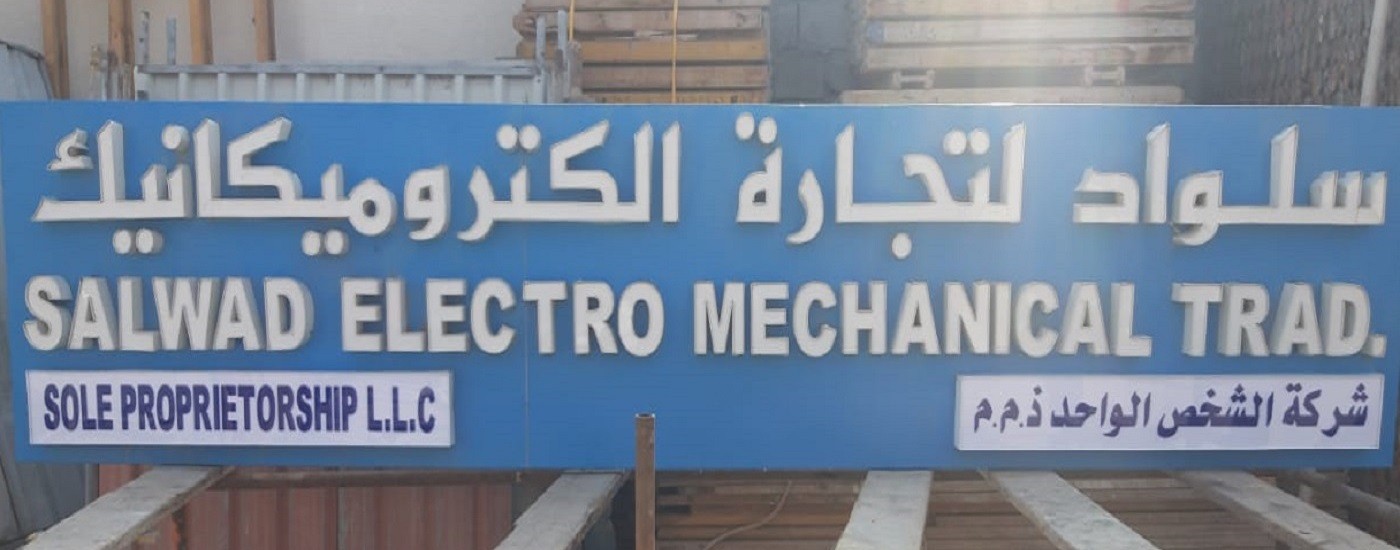 سلواد لتجارة الكتروميكانيك
SALWAD ELECTRO MECHANICAL TRAD.
SOLE PROPRIETORSHIP L.L.C
شركة الشخص الواحد ذ.م.م